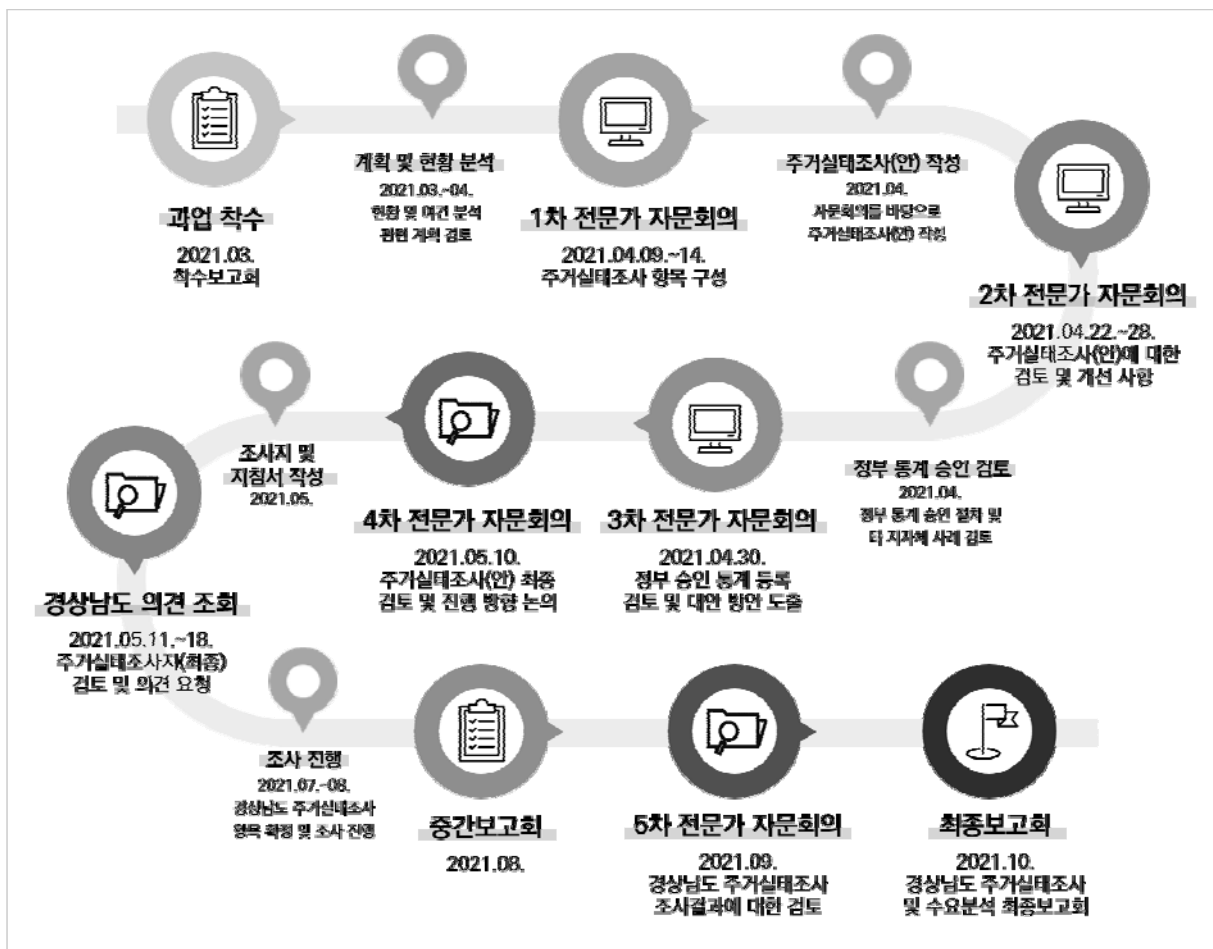 과업 착수
2021.03.
착수보고회
계획 및 현황 분석
2021.03.~04.
현황 및 여건 분석
관련 계획 검토
1차 전문가 자문회의
2021.04.09.~14.
주거실태조사 항목 구성
주거실태조사(안) 작성
2021.04.
자문회의를 바탕으로
주거실태조사(안) 작성
2차 전문가 자문회의
2021.04.22.~28.
주거실태조사(안)에 대한
검토 및 개선 사항
정부 통계 승인 검토
2021.04.
정부 통계 승인 절차 및
타 지자체 사례 검토
3차 전문가 자문회의
2021.04.30.
정부 승인 통계 등록
검토 및 대안 방안 도출
4차 전문가 자문회의
2021.05.10.
주거실태조사(안) 최종
검토 및 진행 방향 논의
조사지 및
지침서 작성
2021.05.
경상남도 의견 조회
2021.05.11.~18.
주거실태조사지(최종)
검토 및 의견 요청
조사 진행
2021.07.~08.
경상남도 주거실태조사
항목 확정 및 조사 진행
중간보고회
2021.08.
5차 전문가 자문회의
2021.09.
경상남도 주거실태조사
조사결과에 대한 검토
최종보고회
2021.10.
경상남도 주거실태조사
및 수요분석 최종보고회